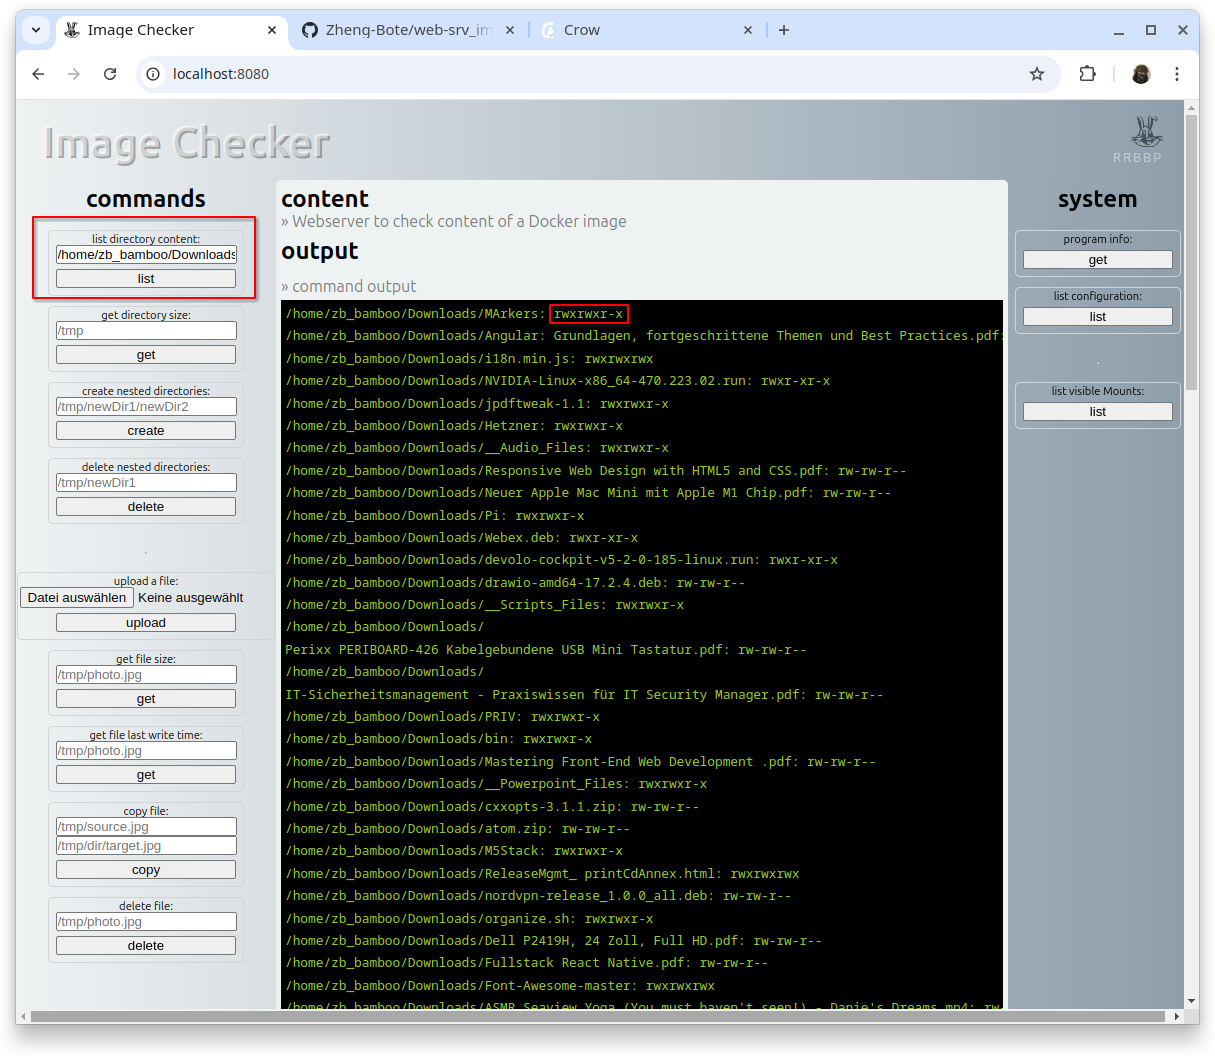 Image Checker
Zheng-Bote/web-srv_im
Crow
localhost:8080
Image Checker
RRBBP
commands
list directory content:
/home/zb_bamboo/Downloads
list
get directory size:
/tmp
get
create nested directories:
/tmp/newDir1/newDir2
create
delete nested directories:
/tmp/newDir1
delete
.
upload a file:
Datei auswählen Keine ausgewählt
upload
get file size:
/tmp/photo.jpg
get
get file last write time:
/tmp/photo.jpg
get
copy file:
/tmp/source.jpg
/tmp/dir/target.jpg
copy
delete file:
/tmp/photo.jpg
delete
content
» Webserver to check content of a Docker image
output
» command output
/home/zb_bamboo/Downloads/MArkers: rwxrwxr-x
/home/zb_bamboo/Downloads/Angular: Grundlagen, fortgeschrittene Themen und Best Practices.pdf:
/home/zb_bamboo/Downloads/i18n.min.js: rwxrwxrwx
/home/zb_bamboo/Downloads/NVIDIA-Linux-x86_64-470.223.02.run: rwxr-xr-x
/home/zb_bamboo/Downloads/jpdftweak-1.1: rwxrwxr-x
/home/zb_bamboo/Downloads/Hetzner: rwxrwxr-x
/home/zb_bamboo/Downloads/__Audio_Files: rwxrwxr-x
/home/zb_bamboo/Downloads/Responsive Web Design with HTML5 and CSS.pdf: rw-rw-r--
/home/zb_bamboo/Downloads/Neuer Apple Mac Mini mit Apple M1 Chip.pdf: rw-rw-r--
/home/zb_bamboo/Downloads/Pi: rwxrwxr-x
/home/zb_bamboo/Downloads/Webex.deb: rwxr-xr-x
/home/zb_bamboo/Downloads/devolo-cockpit-v5-2-0-185-linux.run: rwxr-xr-x
/home/zb_bamboo/Downloads/drawio-amd64-17.2.4.deb: rw-rw-r--
/home/zb_bamboo/Downloads/__Scripts_Files: rwxrwxr-x
/home/zb_bamboo/Downloads/
Perixx PERIBOARD-426 Kabelgebundene USB Mini Tastatur.pdf: rw-rw-r--
/home/zb_bamboo/Downloads/
IT-Sicherheitsmanagement - Praxiswissen für IT Security Manager.pdf: rw-rw-r--
/home/zb_bamboo/Downloads/PRIV: rwxrwxr-x
/home/zb_bamboo/Downloads/bin: rwxrwxr-x
/home/zb_bamboo/Downloads/Mastering Front-End Web Development .pdf: rw-rw-r--
/home/zb_bamboo/Downloads/__Powerpoint_Files: rwxrwxr-x
/home/zb_bamboo/Downloads/cxxopts-3.1.1.zip: rw-rw-r--
/home/zb_bamboo/Downloads/atom.zip: rw-rw-r--
/home/zb_bamboo/Downloads/M5Stack: rwxrwxr-x
/home/zb_bamboo/Downloads/ReleaseMgmt_ printCdAnnex.html: rwxrwxrwx
/home/zb_bamboo/Downloads/nordvpn-release_1.0.0_all.deb: rw-rw-r--
/home/zb_bamboo/Downloads/organize.sh: rwxrwxr-x
/home/zb_bamboo/Downloads/Dell P2419H, 24 Zoll, Full HD.pdf: rw-rw-r--
/home/zb_bamboo/Downloads/Fullstack React Native.pdf: rw-rw-r--
/home/zb_bamboo/Downloads/Font-Awesome-master: rwxrwxrwx
/home/zb_bamboo/Downloads/ASMR Seaview Yoga (You must haven't seen!) - Danie's Dreams.mp4: rw-
system
program info:
get
list configuration:
list
.
list visible Mounts:
list